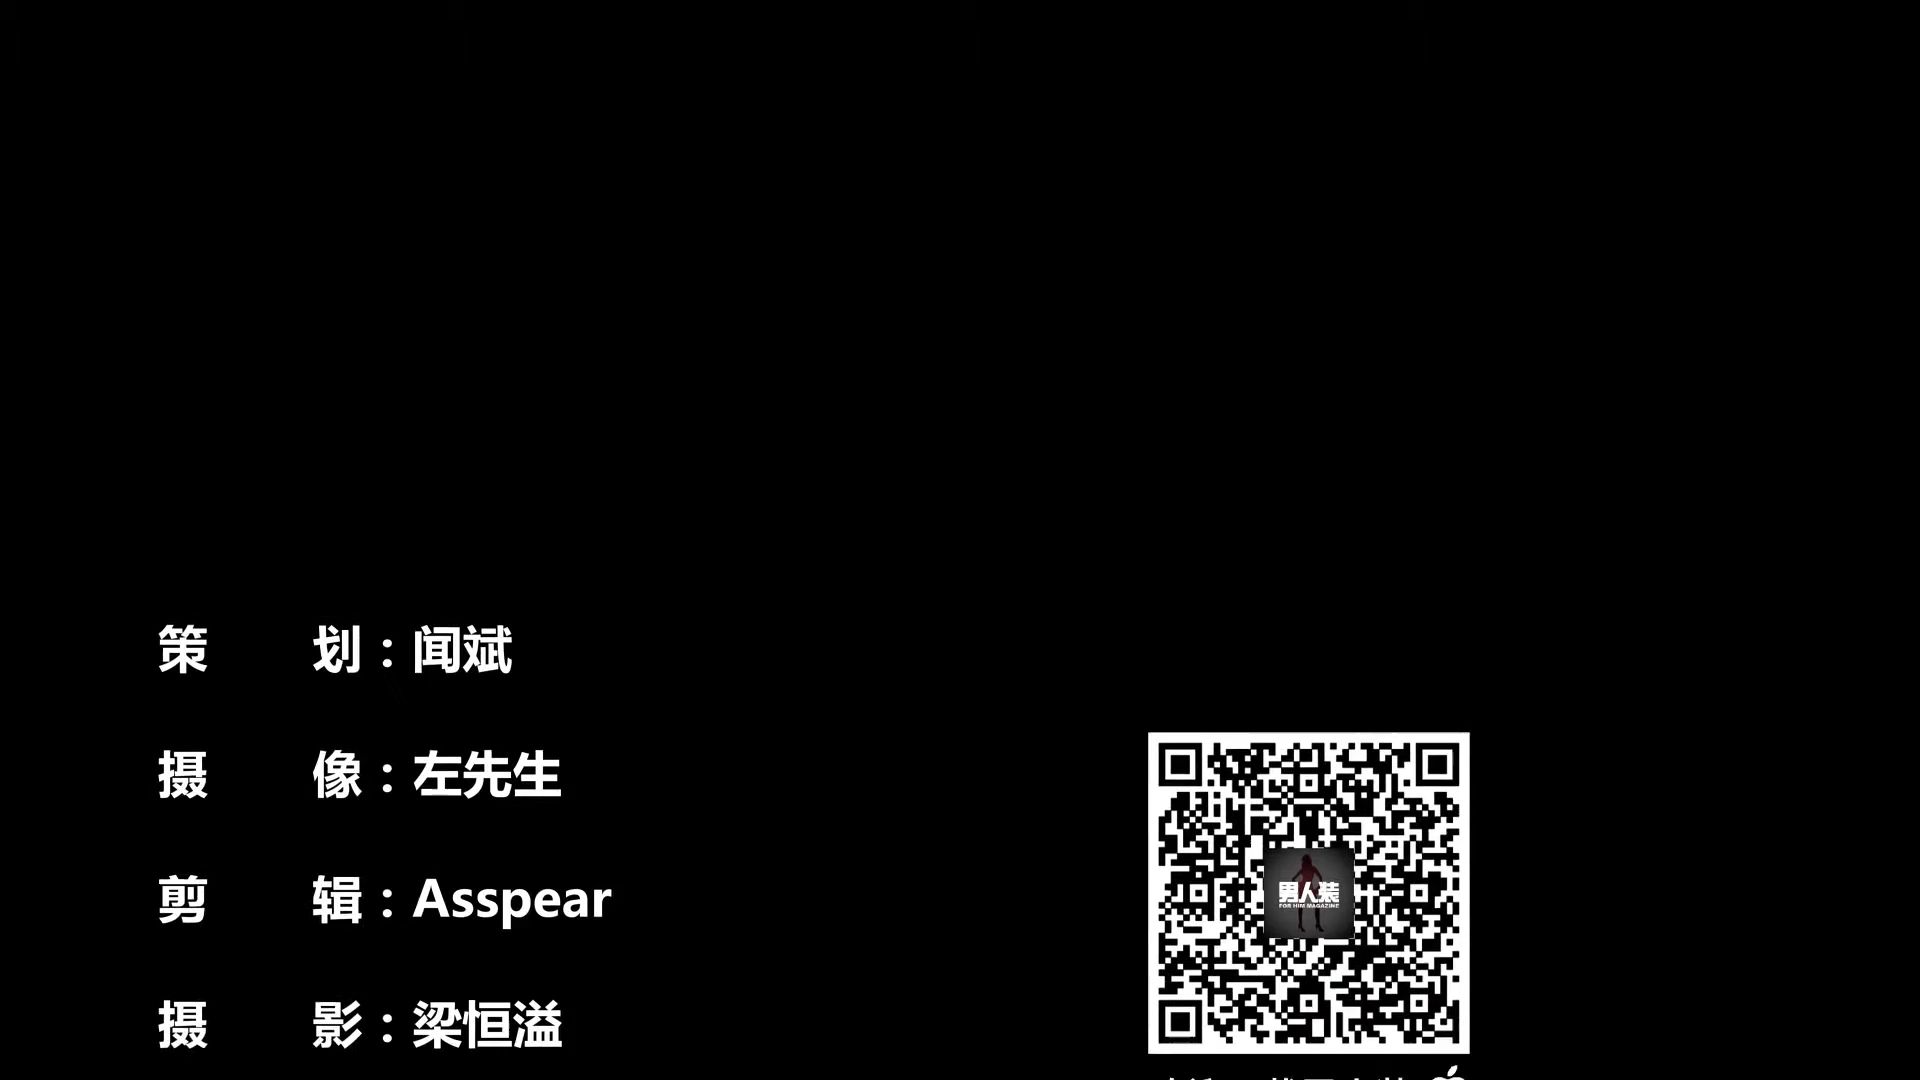 策 划：闻斌
摄 像：左先生
剪 辑：Asspear
摄 影：梁恒溢
男人装
FOR HIM MAGAZINE